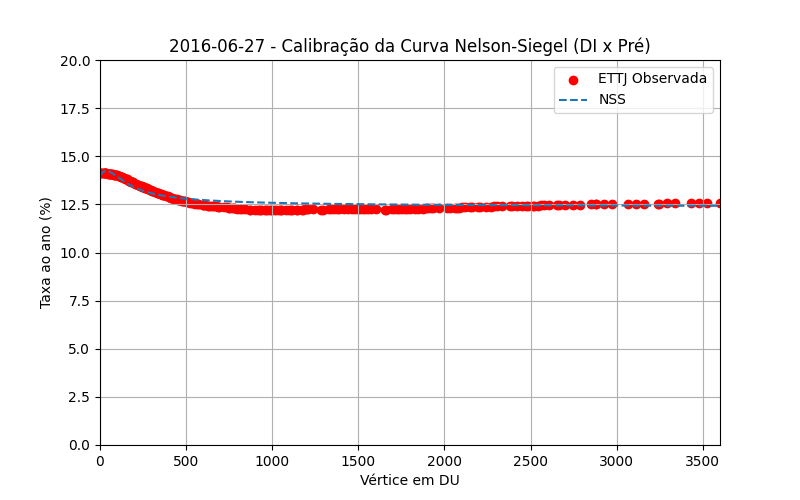 2016-06-27 - Calibração da Curva Nelson-Siegel (DI x Pré)
20.0
17.5
15.0
12.5
10.0
7.5
5.0
2.5
0.0
Taxa ao ano (%)
ETTJ Observada
NSS
0 500 1000 1500 2000 2500 3000 3500
Vértice em DU